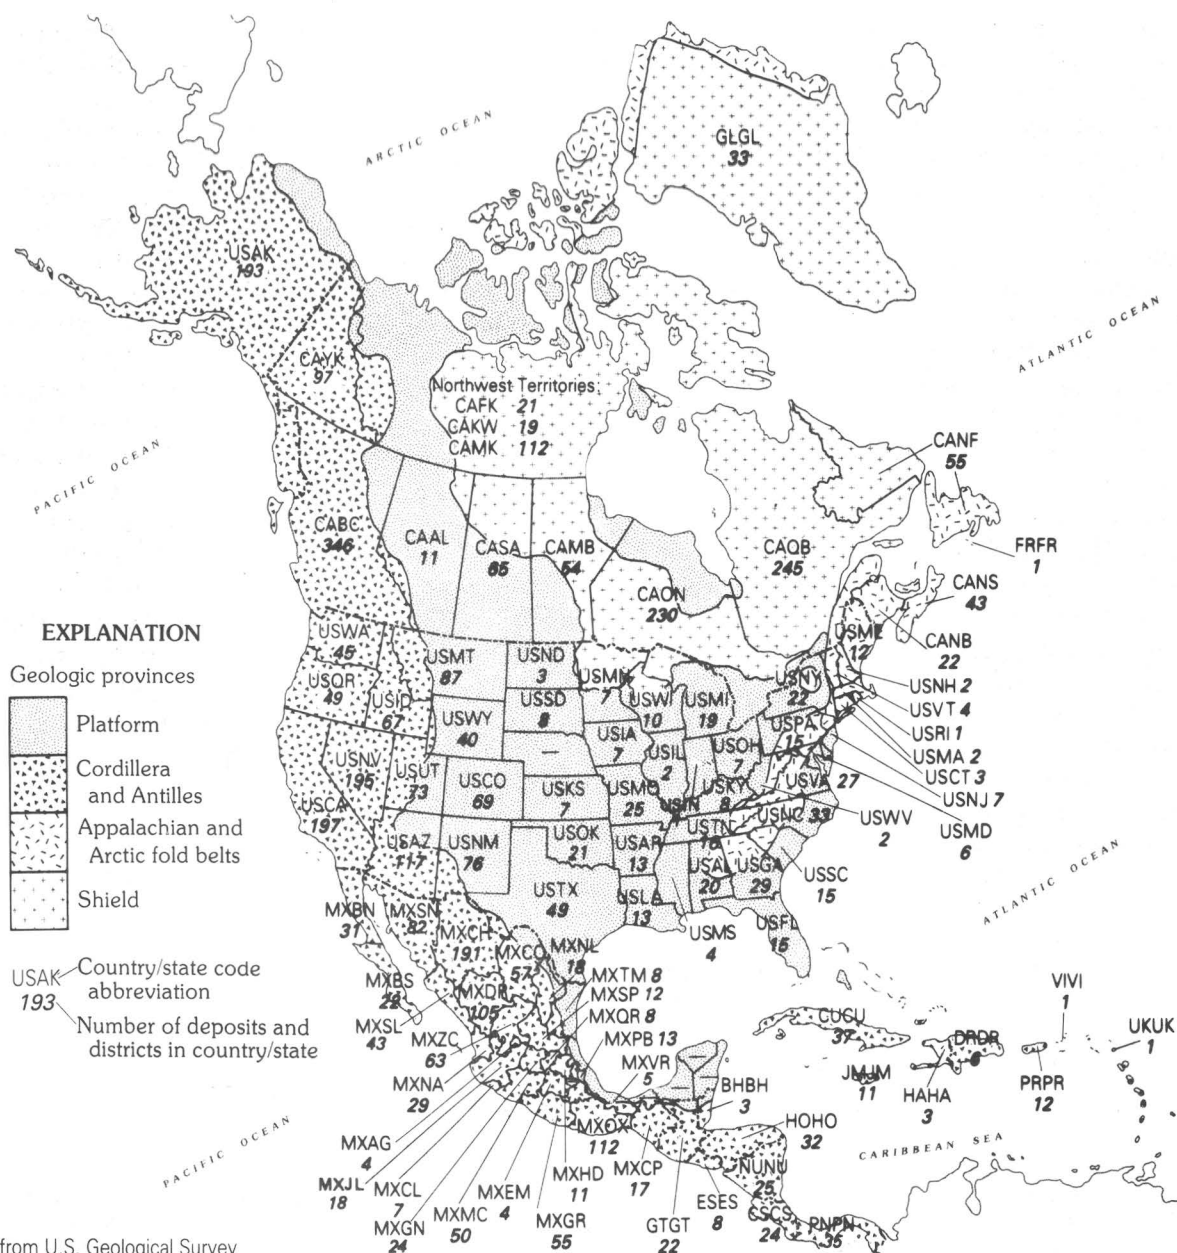 ARCTIC OCEAN
GLGL
33
USAK
193
ATLANTIC OCEAN
CAYK
97
Northwest Territories:
CAFK 21
CAKW 19
CAMK 112
PACIFIC OCEAN
CANF
55
CABC
346
CAAL
11
CASA
65
CAMB
54
CAQB
245
FRFR
1
CAON
230
CANS
43
CANB
22
EXPLANATION
Geologic provinces
Platform
Cordillera
and Antilles
Appalachian and
Arctic fold belts
Shield
USAK
193
Country/state code
abbreviation
Number of deposits and
districts in country/state
USWA
45
USMT
87
USND
3
USMN
7
USME
12
USOR
49
USID
67
USSD
8
USWI
10
USMI
19
USNY
22
USNH 2
USVT 4
USRI 1
USMA 2
USCT 3
USNJ 7
USWY
40
USIA
7
USPA
15
USNV
195
USUT
73
USCO
69
USKS
7
USMO
25
USIL
2
USOH
7
USIN
USKY
8
USVA
27
USWV
2
USMD
6
USCA
197
USAZ
117
USNM
76
USOK
21
USAR
13
USTN
16
USNC
33
USSC
15
USTX
49
USLA
13
USAL
20
USGA
29
USMS
4
USFL
15
ATLANTIC OCEAN
MXBN
31
MXSN
82
MXCH
191
MXCO
57
MXNL
18
MXBS
22
MXDR
105
MXTM 8
MXSP 12
MXQR 8
MXPB 13
MXVR
5
MXSL
43
MXZC
63
MXNA
29
MXAG
4
MXJL
18
MXCL
7
MXGN
24
MXMC
50
MXEM
4
MXGR
55
MXHD
11
MXOX
112
MXCP
17
GTGT
22
BHBH
3
HOHO
32
ESES
8
NUNU
25
CSCS
24
PNPN
35
CUCU
37
JMJM
11
HAHA
3
DRDR
6
PRPR
12
VIVI
1
UKUK
1
CARIBBEAN SEA
PACIFIC OCEAN
from U.S. Geological Survey